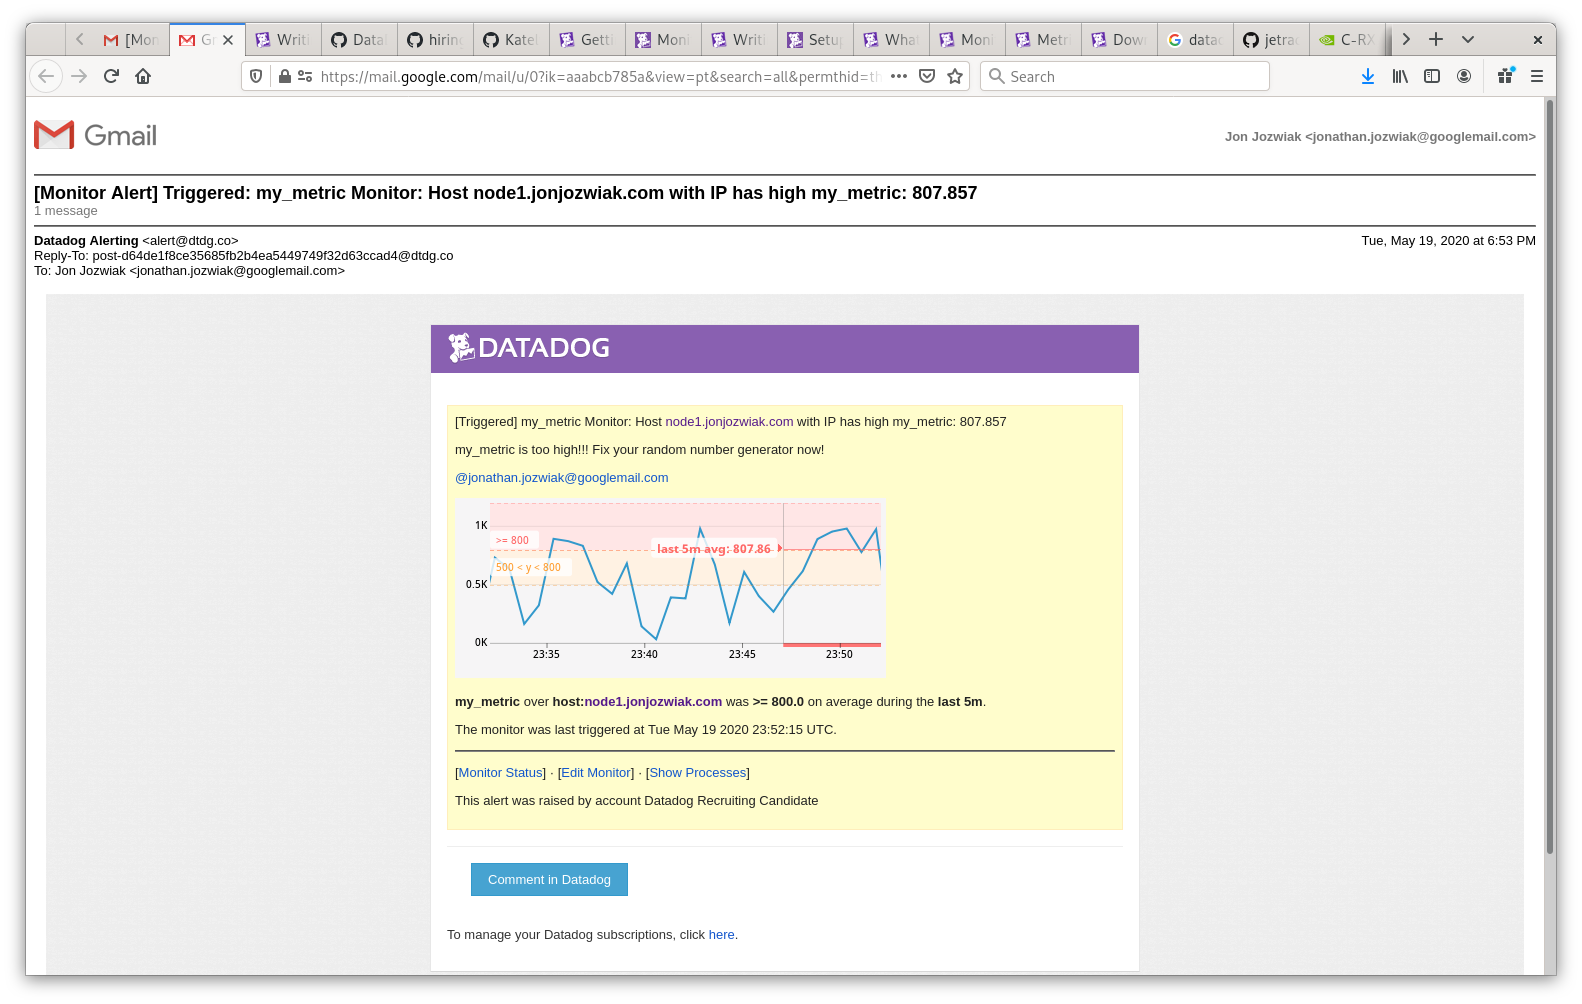 [Mon
Gr
Writi
Datal
hirin
Katel
Getti
Moni
Writi
Setu
What
Moni
Metri
Dow
datad
jetra
C-RX
https://mail.google.com/mail/u/0?ik=aaabcb785a&view=pt&search=all&permthid=th
Search
Gmail
Jon Jozwiak <jonathan.jozwiak@googlemail.com>
[Monitor Alert] Triggered: my_metric Monitor: Host node1.jonjozwiak.com with IP has high my_metric: 807.857
1 message
Datadog Alerting <alert@dtdg.co>
Tue, May 19, 2020 at 6:53 PM
Reply-To: post-d64de1f8ce35685fb2b4ea5449749f32d63ccad4@dtdg.co
To: Jon Jozwiak <jonathan.jozwiak@googlemail.com>
DATADOG
[Triggered] my_metric Monitor: Host node1.jonjozwiak.com with IP has high my_metric: 807.857
my_metric is too high!!! Fix your random number generator now!
@jonathan.jozwiak@googlemail.com
1K
>= 800
last 5m avg: 807.86
500 < y < 800
0.5K
0K
23:35
23:40
23:45
23:50
my_metric over host:node1.jonjozwiak.com was >= 800.0 on average during the last 5m.
The monitor was last triggered at Tue May 19 2020 23:52:15 UTC.
[Monitor Status] · [Edit Monitor] · [Show Processes]
This alert was raised by account Datadog Recruiting Candidate
Comment in Datadog
To manage your Datadog subscriptions, click here.